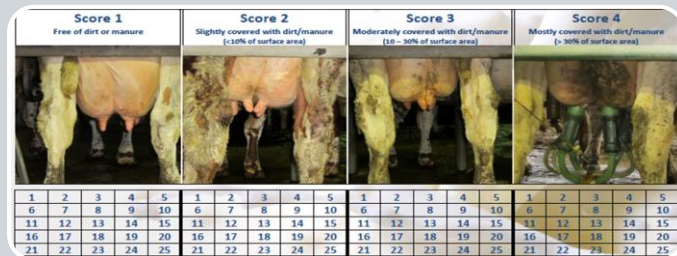 Score 1
Free of dirt or manure
Score 2
Slightly covered with dirt/manure
(<10% of surface area)
Score 3
Moderately covered with dirt/manure
(10 – 30% of surface area)
Score 4
Mostly covered with dirt/manure
(> 30% of surface area)
1 2 3 4 5 1 2 3 4 5 1 2 3 4 5 1 2 3 4 5
6 7 8 9 10 6 7 8 9 10 6 7 8 9 10 6 7 8 9 10
11 12 13 14 15 11 12 13 14 15 11 12 13 14 15 11 12 13 14 15
16 17 18 19 20 16 17 18 19 20 16 17 18 19 20 16 17 18 19 20
21 22 23 24 25 21 22 23 24 25 21 22 23 24 25 21 22 23 24 25